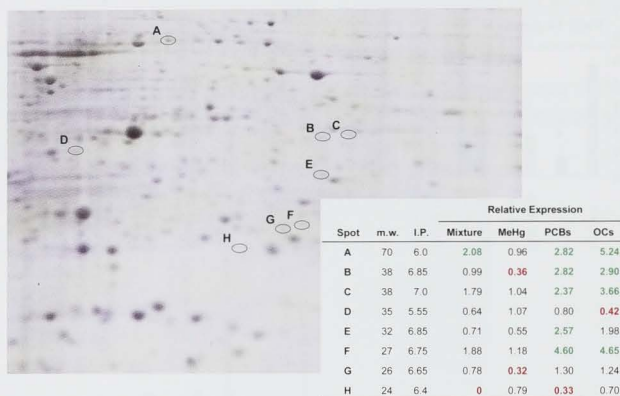 A
B C
D
E
G F
H
Relative Expression
Spot m.w. I.P. Mixture MeHg PCBs OCs
A 70 6.0 2.08 0.96 2.82 5.24
B 38 6.85 0.99 0.36 2.82 2.90
C 38 7.0 1.79 1.04 2.37 3.66
D 35 5.55 0.64 1.07 0.80 0.42
E 32 6.85 0.71 0.55 2.57 1.98
F 27 6.75 1.88 1.18 4.60 4.65
G 26 6.65 0.78 0.32 1.30 1.24
H 24 6.4 0 0.79 0.33 0.70